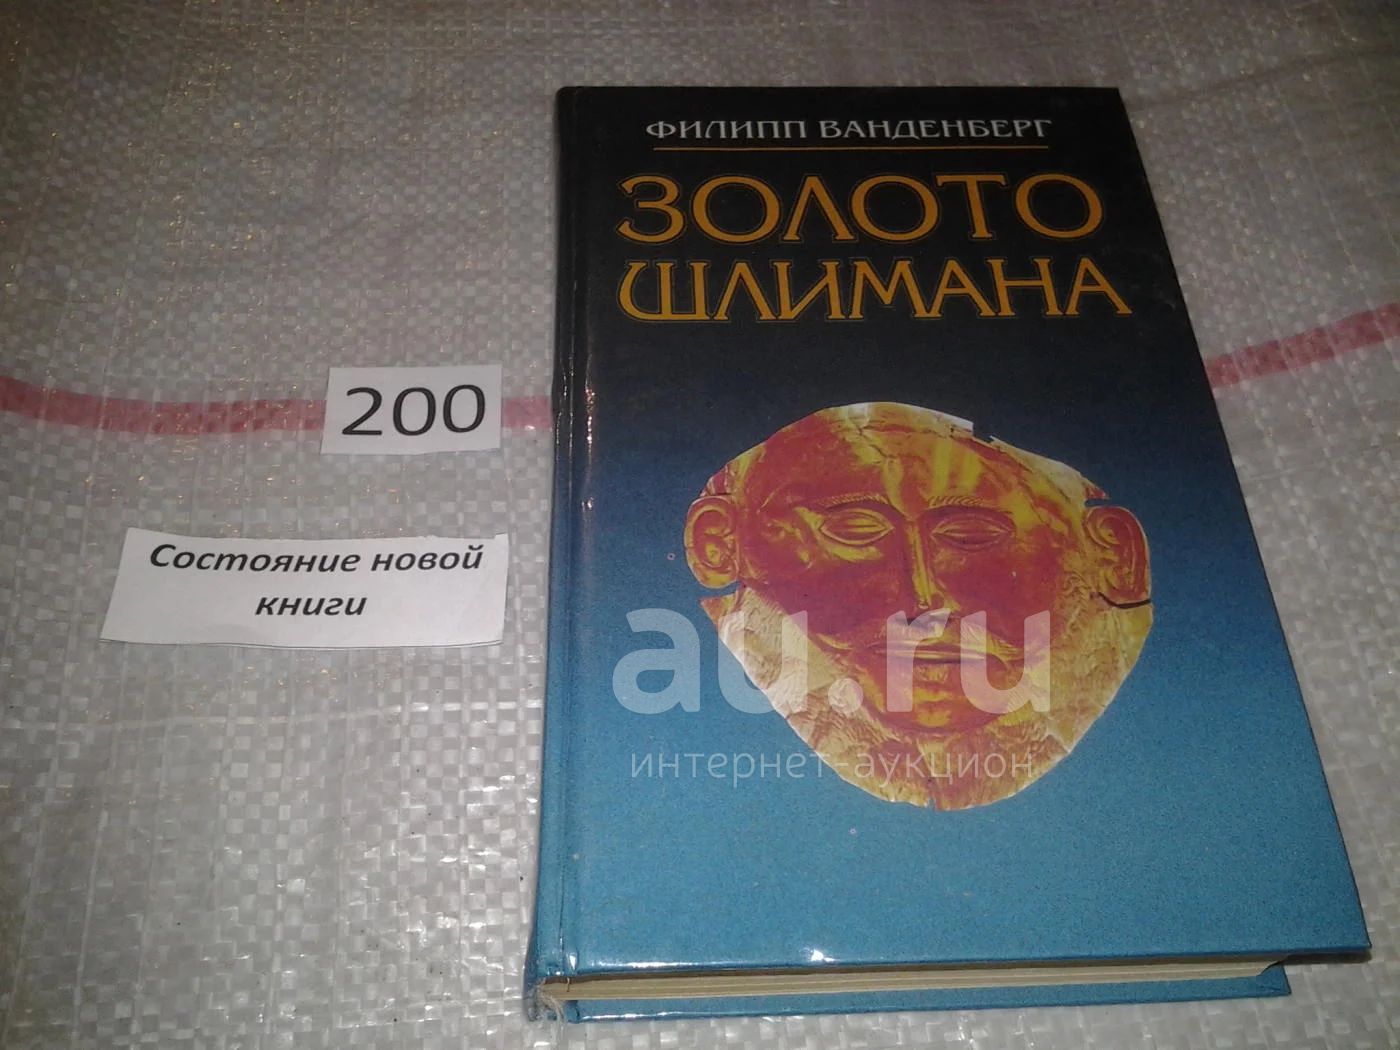 ФИЛИПП ВАНДЕНБЕРГ
ЗОЛОТО
ШЛИМАНА
200
Состояние новой
книги
au.ru
интернет-аукцион